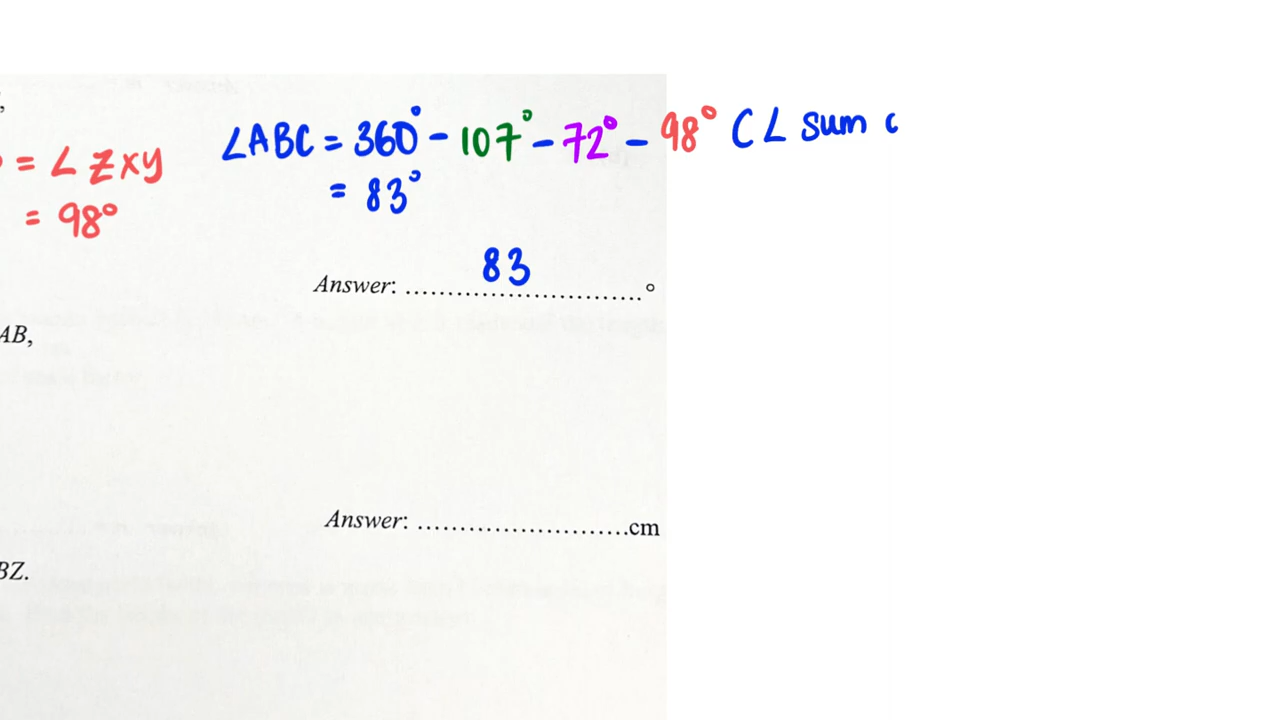 ,
∠ABC = 360° - 107° - 72° - 98° (∠ sum
= ∠ZXY
= 83°
= 98°
83
Answer: ............................°
AB,
Answer: .........................cm
BZ.